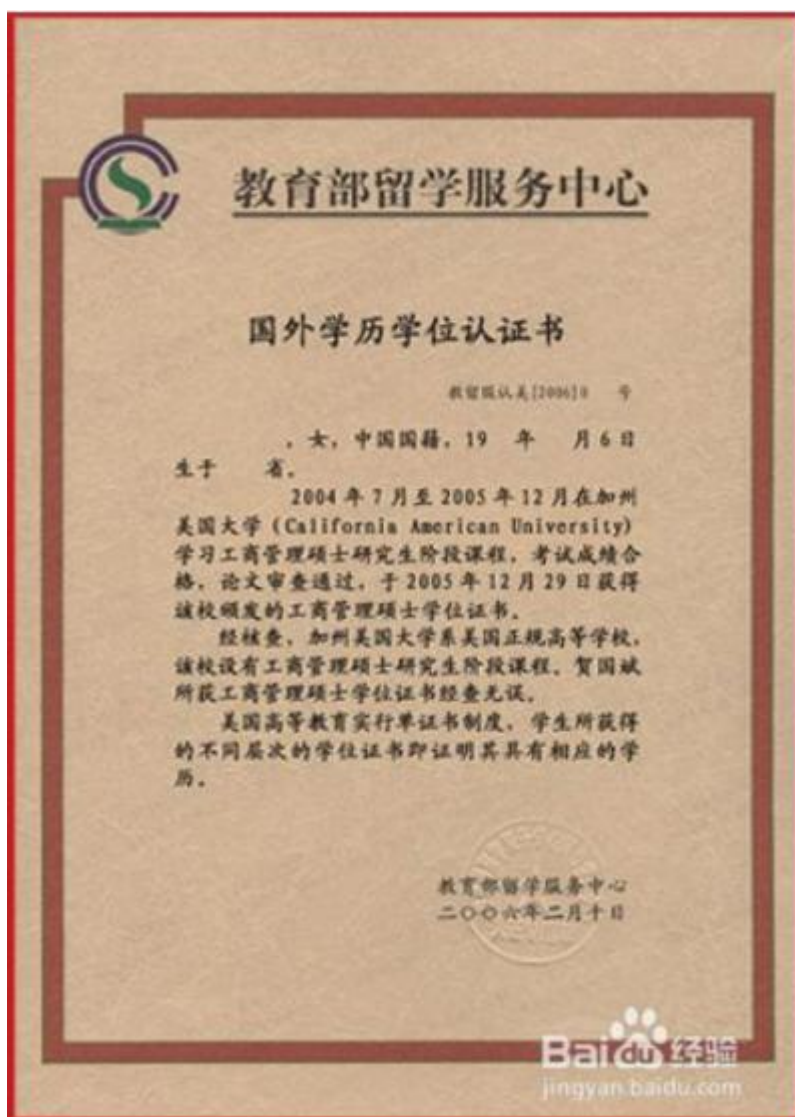 教育部留学服务中心
国外学历学位认证书
教留服认美[2006]0 号
，女，中国国籍，19 年 月6日
生于 省。
2004年7月至2005年12月在加州
美国大学（California American University）
学习工商管理硕士研究生阶段课程，考试成绩合
格，论文审查通过，于2005年12月29日获得
该校颁发的工商管理硕士学位证书。
经核查，加州美国大学系美国正规高等学校，
该校设有工商管理硕士研究生阶段课程。贺国斌
所获工商管理硕士学位证书经查无误。
美国高等教育实行单证书制度，学生所获得
的不同层次的学位证书即证明其具有相应的学
历。
教育部留学服务中心
二〇〇六年二月十日
Baidu 经验
jingyan.baidu.com